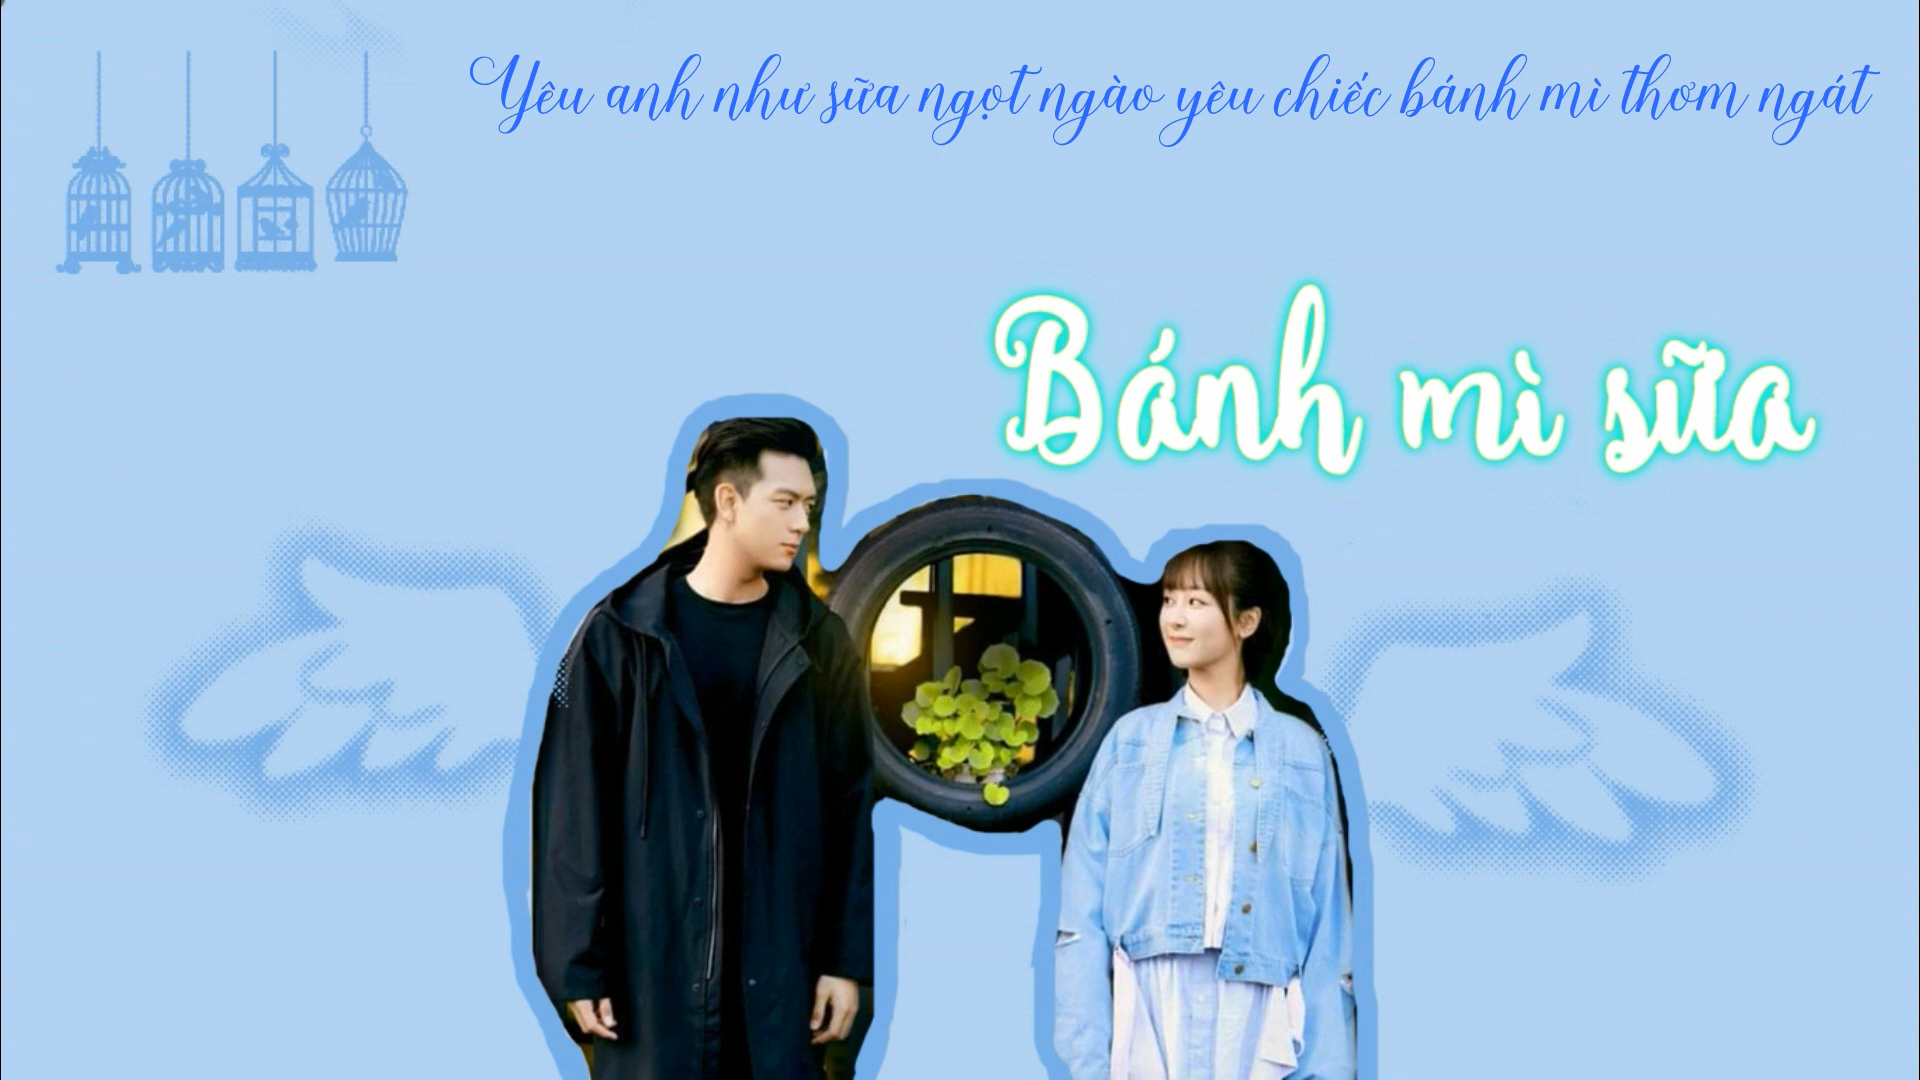 Yêu anh như sữa ngọt ngào yêu chiếc bánh mì thơm ngát
Bánh mì sữa